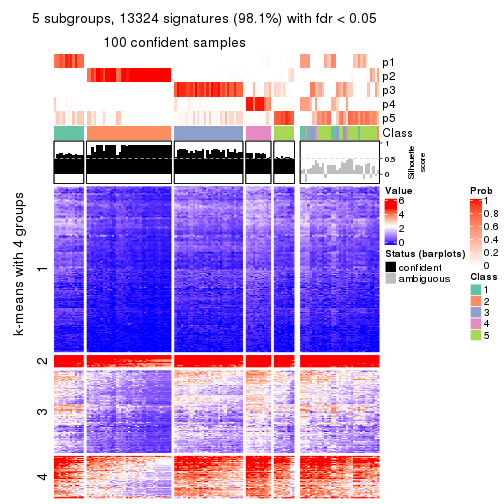 5 subgroups, 13324 signatures (98.1%) with fdr < 0.05
100 confident samples
p1
p2
p3
p4
p5
Class
1
0.5
0
Silhouette
score
k-means with 4 groups
1
2
3
4
Value
6
4
2
0
Status (barplots)
confident
ambiguous
Prob
1
0.8
0.6
0.4
0.2
0
Class
1
2
3
4
5